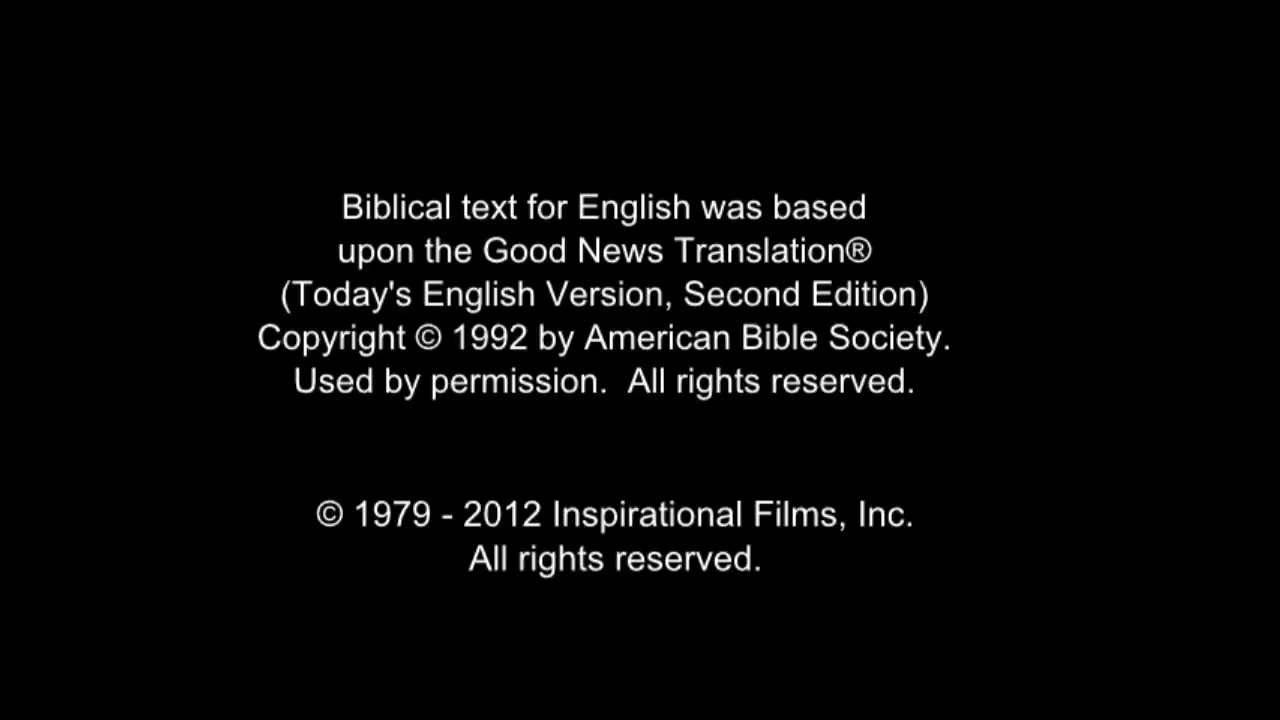 Biblical text for English was based
upon the Good News Translation®
(Today's English Version, Second Edition)
Copyright © 1992 by American Bible Society.
Used by permission.  All rights reserved.
© 1979 - 2012 Inspirational Films, Inc.
All rights reserved.